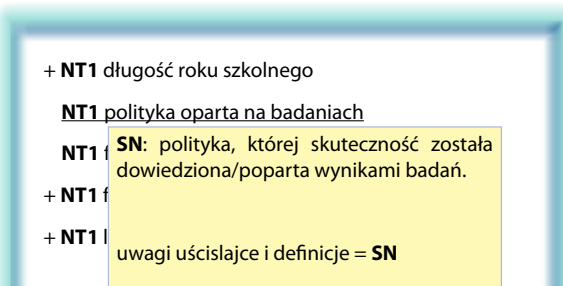 + NT1 długość roku szkolnego
NT1 polityka oparta na badaniach
NT1 f
SN: polityka, której skuteczność została
dowiedziona/poparta wynikami badań.
+ NT1 f
+ NT1 l
uwagi uścislajce i definicje = SN